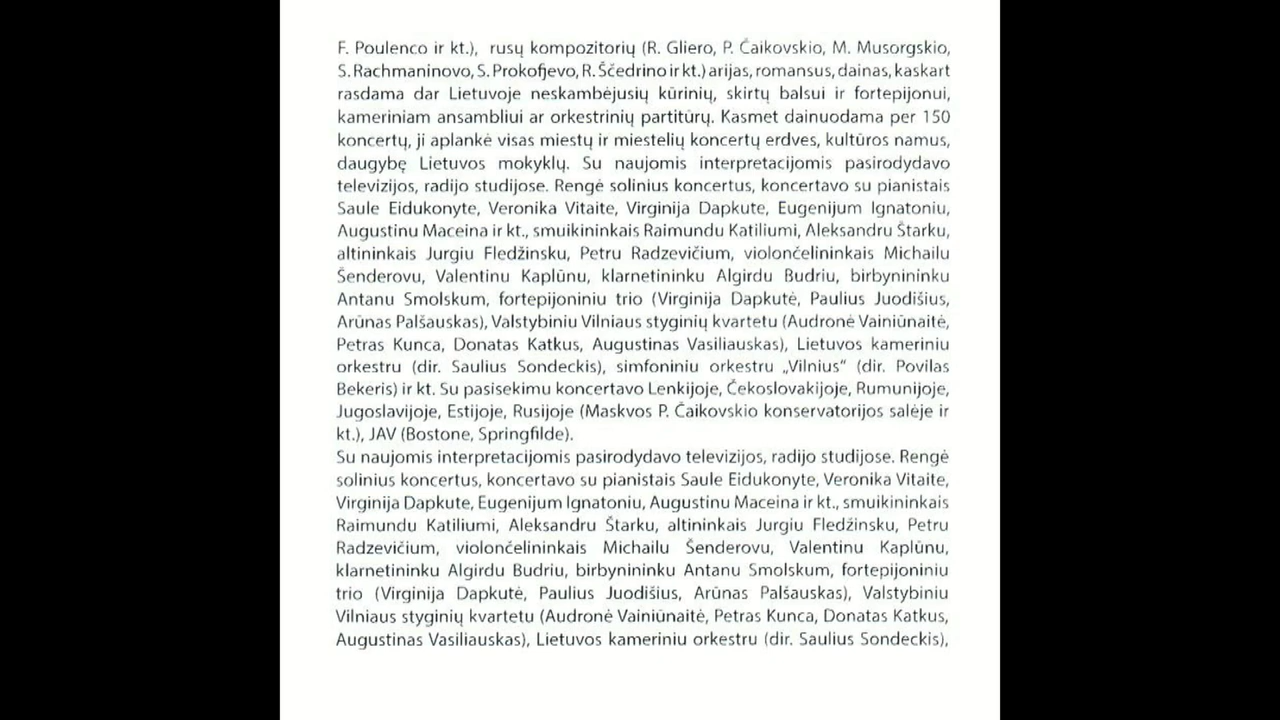 F. Poulenco ir kt.), rusų kompozitorių (R. Gliero, P. Čaikovskio, M. Musorgskio,
S. Rachmaninovo, S. Prokofjevo, R. Ščedrino ir kt.) arijas, romansus, dainas, kaskart
rasdama dar Lietuvoje neskambėjusių kūrinių, skirtų balsui ir fortepijonui,
kameriniam ansambliui ar orkestrinių partitūrų. Kasmet dainuodama per 150
koncertų, ji aplankė visas miestų ir miestelių koncertų erdves, kultūros namus,
daugybę Lietuvos mokyklų. Su naujomis interpretacijomis pasirodydavo
televizijos, radijo studijose. Rengė solinius koncertus, koncertavo su pianistais
Saule Eidukonyte, Veronika Vitaite, Virginija Dapkute, Eugenijum Ignatoniu,
Augustinu Maceina ir kt., smuikininkais Raimundu Katiliumi, Aleksandru Štarku,
altininkais Jurgiu Fledžinsku, Petru Radzevičium, violončelininkais Michailu
Šenderovu, Valentinu Kaplūnu, klarnetininku Algirdu Budriu, birbynininku
Antanu Smolskum, fortepijoniniu trio (Virginija Dapkutė, Paulius Juodišius,
Arūnas Palšauskas), Valstybiniu Vilniaus styginių kvartetu (Audronė Vainiūnaitė,
Petras Kunca, Donatas Katkus, Augustinas Vasiliauskas), Lietuvos kameriniu
orkestru (dir. Saulius Sondeckis), simfoniniu orkestru „Vilnius“ (dir. Povilas
Bekeris) ir kt. Su pasisekimu koncertavo Lenkijoje, Čekoslovakijoje, Rumunijoje,
Jugoslavijoje, Estijoje, Rusijoje (Maskvos P. Čaikovskio konservatorijos salėje ir
kt.), JAV (Bostone, Springfilde).
Su naujomis interpretacijomis pasirodydavo televizijos, radijo studijose. Rengė
solinius koncertus, koncertavo su pianistais Saule Eidukonyte, Veronika Vitaite,
Virginija Dapkute, Eugenijum Ignatoniu, Augustinu Maceina ir kt., smuikininkais
Raimundu Katiliumi, Aleksandru Štarku, altininkais Jurgiu Fledžinsku, Petru
Radzevičium, violončelininkais Michailu Šenderovu, Valentinu Kaplūnu,
klarnetininku Algirdu Budriu, birbynininku Antanu Smolskum, fortepijoniniu
trio (Virginija Dapkutė, Paulius Juodišius, Arūnas Palšauskas), Valstybiniu
Vilniaus styginių kvartetu (Audronė Vainiūnaitė, Petras Kunca, Donatas Katkus,
Augustinas Vasiliauskas), Lietuvos kameriniu orkestru (dir. Saulius Sondeckis),